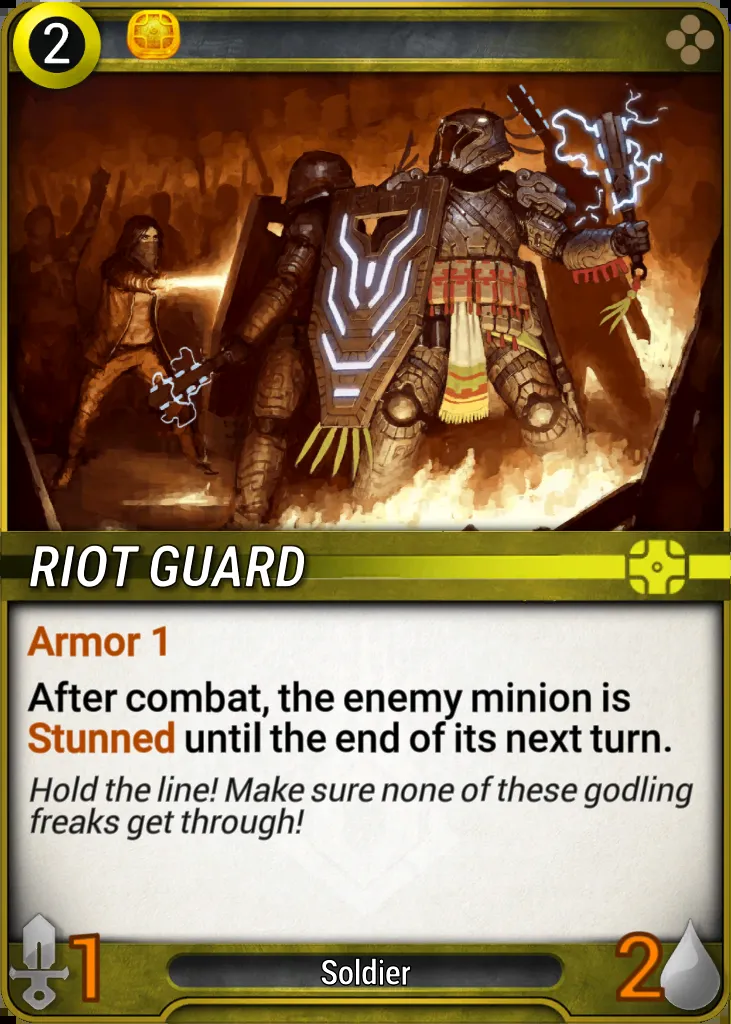 2
RIOT GUARD
Armor 1
After combat, the enemy minion is
Stunned until the end of its next turn.
Hold the line! Make sure none of these godling
freaks get through!
1
Soldier
2